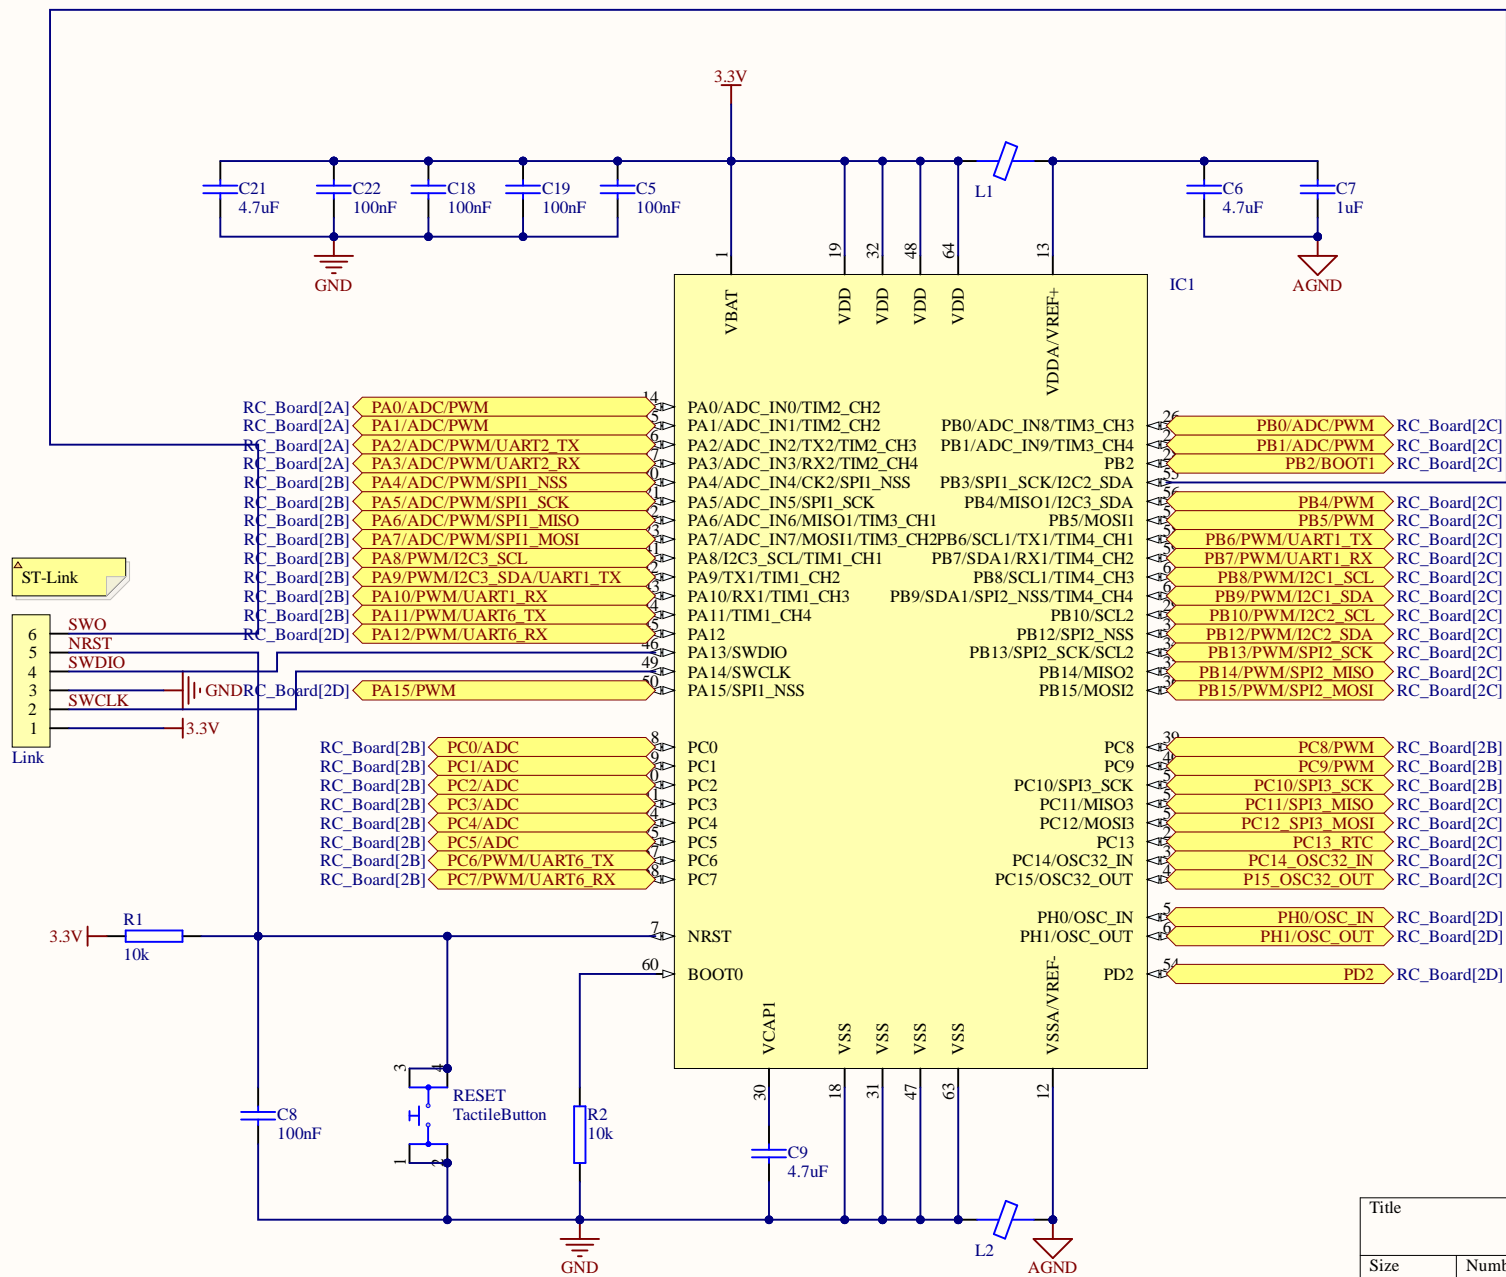 3.3V
C21
4.7uF
C22
100nF
C18
100nF
C19
100nF
C5
100nF
L1
C6
4.7uF
C7
1uF
GND
AGND
IC1
1
19
32
48
64
13
VBAT
VDD
VDD
VDD
VDD
VDDA/VREF+
RC_Board[2A] PA0/ADC/PWM PA0/ADC_IN0/TIM2_CH2
RC_Board[2A] PA1/ADC/PWM PA1/ADC_IN1/TIM2_CH2
RC_Board[2A] PA2/ADC/PWM/UART2_TX PA2/ADC_IN2/TX2/TIM2_CH3
RC_Board[2A] PA3/ADC/PWM/UART2_RX PA3/ADC_IN3/RX2/TIM2_CH4
RC_Board[2B] PA4/ADC/PWM/SPI1_NSS PA4/ADC_IN4/CK2/SPI1_NSS
RC_Board[2B] PA5/ADC/PWM/SPI1_SCK PA5/ADC_IN5/SPI1_SCK
RC_Board[2B] PA6/ADC/PWM/SPI1_MISO PA6/ADC_IN6/MISO1/TIM3_CH1
RC_Board[2B] PA7/ADC/PWM/SPI1_MOSI PA7/ADC_IN7/MOSI1/TIM3_CH2
RC_Board[2B] PA8/PWM/I2C3_SCL PA8/I2C3_SCL/TIM1_CH1
RC_Board[2B] PA9/PWM/I2C3_SDA/UART1_TX PA9/TX1/TIM1_CH2
RC_Board[2B] PA10/PWM/UART1_RX PA10/RX1/TIM1_CH3
RC_Board[2B] PA11/PWM/UART6_TX PA11/TIM1_CH4
RC_Board[2D] PA12/PWM/UART6_RX PA12
46 PA13/SWDIO
49 PA14/SWCLK
RC_Board[2D] PA15/PWM 50 PA15/SPI1_NSS
PB0/ADC_IN8/TIM3_CH3 26 PB0/ADC/PWM RC_Board[2C]
PB1/ADC_IN9/TIM3_CH4 PB1/ADC/PWM RC_Board[2C]
PB2 PB2/BOOT1 RC_Board[2C]
PB3/SPI1_SCK/I2C2_SDA 55
PB4/MISO1/I2C3_SDA 56 PB4/PWM RC_Board[2C]
PB5/MOSI1 PB5/PWM RC_Board[2C]
PB6/SCL1/TX1/TIM4_CH1 PB6/PWM/UART1_TX RC_Board[2C]
PB7/SDA1/RX1/TIM4_CH2 PB7/PWM/UART1_RX RC_Board[2C]
PB8/SCL1/TIM4_CH3 PB8/PWM/I2C1_SCL RC_Board[2C]
PB9/SDA1/SPI2_NSS/TIM4_CH4 PB9/PWM/I2C1_SDA RC_Board[2C]
PB10/SCL2 PB10/PWM/I2C2_SCL RC_Board[2C]
PB12/SPI2_NSS PB12/PWM/I2C2_SDA RC_Board[2C]
PB13/SPI2_SCK/SCL2 PB13/PWM/SPI2_SCK RC_Board[2C]
PB14/MISO2 PB14/PWM/SPI2_MISO RC_Board[2C]
PB15/MOSI2 PB15/PWM/SPI2_MOSI RC_Board[2C]
ST-Link
6 SWO
5 NRST
4 SWDIO
3 GND
2 SWCLK
1 3.3V
Link
RC_Board[2B] PC0/ADC 8 PC0
RC_Board[2B] PC1/ADC 9 PC1
RC_Board[2B] PC2/ADC PC2
RC_Board[2B] PC3/ADC PC3
RC_Board[2B] PC4/ADC PC4
RC_Board[2B] PC5/ADC PC5
RC_Board[2B] PC6/PWM/UART6_TX PC6
RC_Board[2B] PC7/PWM/UART6_RX PC7
PC8 39 PC8/PWM RC_Board[2B]
PC9 PC9/PWM RC_Board[2B]
PC10/SPI3_SCK PC10/SPI3_SCK RC_Board[2B]
PC11/MISO3 PC11/SPI3_MISO RC_Board[2C]
PC12/MOSI3 PC12_SPI3_MOSI RC_Board[2C]
PC13 2 PC13_RTC RC_Board[2C]
PC14/OSC32_IN 3 PC14_OSC32_IN RC_Board[2C]
PC15/OSC32_OUT 4 P15_OSC32_OUT RC_Board[2C]
PH0/OSC_IN 5 PH0/OSC_IN RC_Board[2D]
PH1/OSC_OUT 6 PH1/OSC_OUT RC_Board[2D]
PD2 54 PD2 RC_Board[2D]
3.3V
R1
10k
7 NRST
60 BOOT0
VCAP1
VSS
VSS
VSS
VSS
VSSA/VREF-
30
18
31
47
63
12
3
4
RESET
TactileButton
1
2
C8
100nF
R2
10k
C9
4.7uF
L2
GND
AGND
Title
Size
Numb